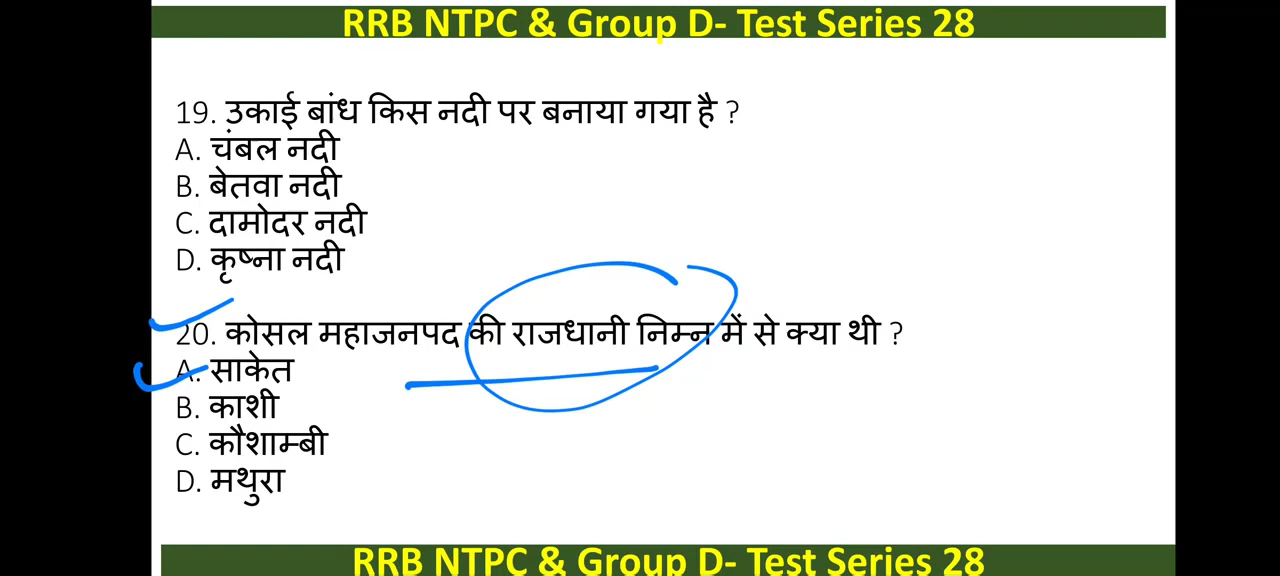 RRB NTPC & Group D- Test Series 28
19. उकाई बांध किस नदी पर बनाया गया है ?
A. चंबल नदी
B. बेतवा नदी
C. दामोदर नदी
D. कृष्ना नदी
20. कोसल महाजनपद की राजधानी निम्न में से क्या थी ?
A. साकेत
B. काशी
C. कौशाम्बी
D. मथुरा
RRB NTPC & Group D- Test Series 28